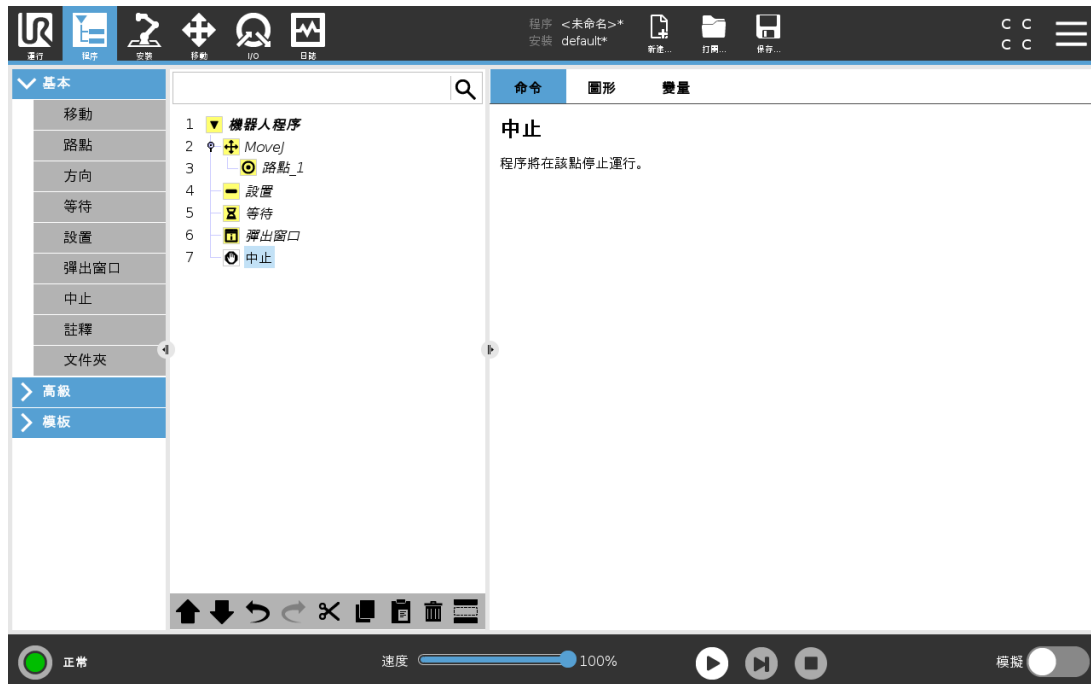 UR
運行 程序 安裝 移動 I/O 日誌
程序 <未命名>*
安裝 default*
新建... 打開... 保存...
C C
C C
基本
移動
路點
方向
等待
設置
彈出窗口
中止
註釋
文件夾
高級
模板
1 機器人程序
2 MoveJ
3 路點_1
4 設置
5 等待
6 彈出窗口
7 中止
命令 圖形 變量
中止
程序將在該點停止運行。
正常
速度 100%
模擬